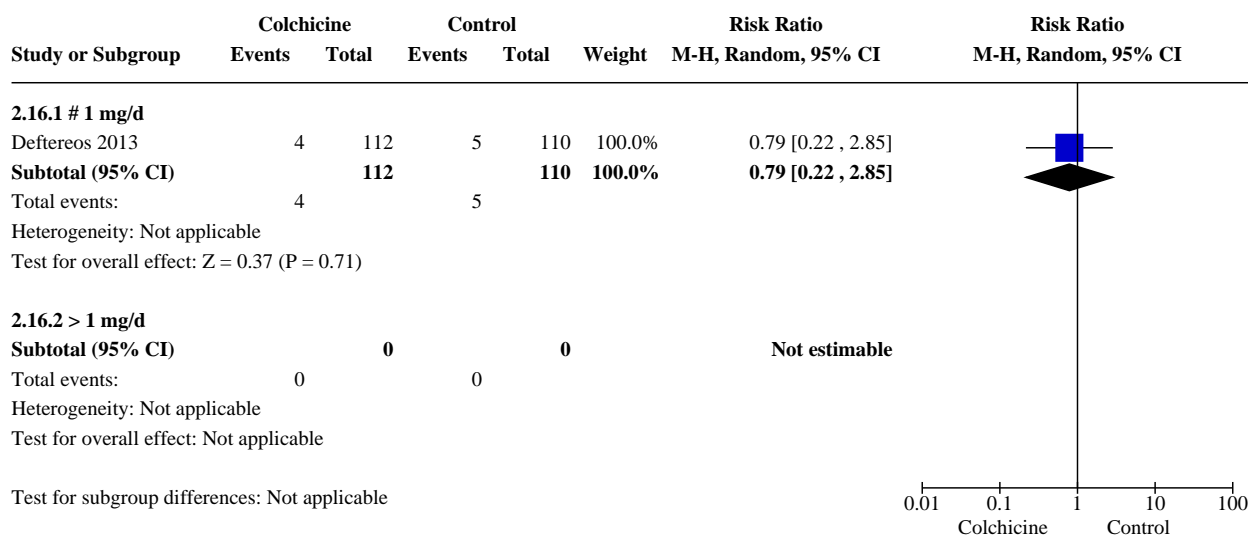 Colchicine Control Risk Ratio Risk Ratio
Study or Subgroup Events Total Events Total Weight M-H, Random, 95% CI M-H, Random, 95% CI
2.16.1 # 1 mg/d
Deftereos 2013 4 112 5 110 100.0% 0.79 [0.22 , 2.85]
Subtotal (95% CI) 112 110 100.0% 0.79 [0.22 , 2.85]
Total events: 4 5
Heterogeneity: Not applicable
Test for overall effect: Z = 0.37 (P = 0.71)
2.16.2 > 1 mg/d
Subtotal (95% CI) 0 0 Not estimable
Total events: 0 0
Heterogeneity: Not applicable
Test for overall effect: Not applicable
Test for subgroup differences: Not applicable
0.01 0.1 1 10 100
Colchicine Control